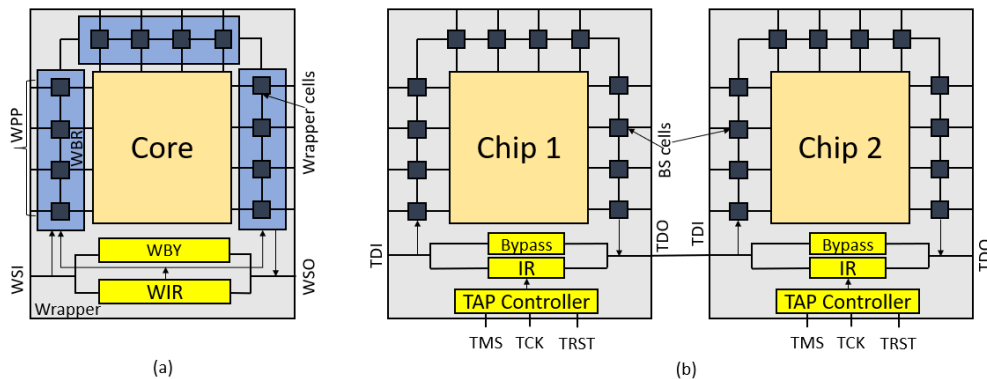 WPP
WBR
Core
Wrapper cells
WSI
WBY
WIR
WSO
Wrapper
(a)
Chip 1
BS cells
TDI
Bypass
IR
TAP Controller
TDO
TMS TCK TRST
Chip 2
TDI
Bypass
IR
TAP Controller
TDO
TMS TCK TRST
(b)